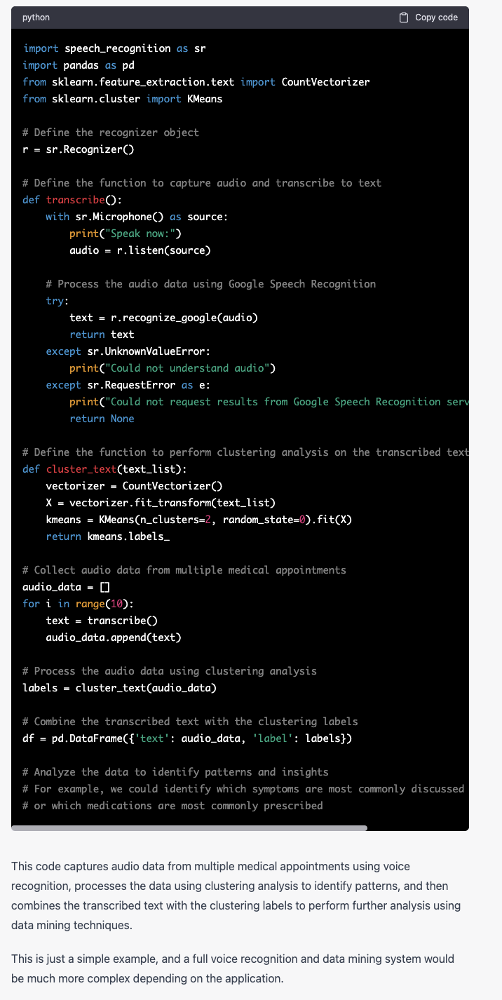 python
Copy code
import speech_recognition as sr
import pandas as pd
from sklearn.feature_extraction.text import CountVectorizer
from sklearn.cluster import KMeans
# Define the recognizer object
r = sr.Recognizer()
# Define the function to capture audio and transcribe to text
def transcribe():
    with sr.Microphone() as source:
        print("Speak now:")
        audio = r.listen(source)
    # Process the audio data using Google Speech Recognition
    try:
        text = r.recognize_google(audio)
        return text
    except sr.UnknownValueError:
        print("Could not understand audio")
    except sr.RequestError as e:
        print("Could not request results from Google Speech Recognition serv
        return None
# Define the function to perform clustering analysis on the transcribed text
def cluster_text(text_list):
    vectorizer = CountVectorizer()
    X = vectorizer.fit_transform(text_list)
    kmeans = KMeans(n_clusters=2, random_state=0).fit(X)
    return kmeans.labels_
# Collect audio data from multiple medical appointments
audio_data = []
for i in range(10):
    text = transcribe()
    audio_data.append(text)
# Process the audio data using clustering analysis
labels = cluster_text(audio_data)
# Combine the transcribed text with the clustering labels
df = pd.DataFrame({'text': audio_data, 'label': labels})
# Analyze the data to identify patterns and insights
# For example, we could identify which symptoms are most commonly discussed
# or which medications are most commonly prescribed
This code captures audio data from multiple medical appointments using voice
recognition, processes the data using clustering analysis to identify patterns, and then
combines the transcribed text with the clustering labels to perform further analysis using
data mining techniques.
This is just a simple example, and a full voice recognition and data mining system would
be much more complex depending on the application.